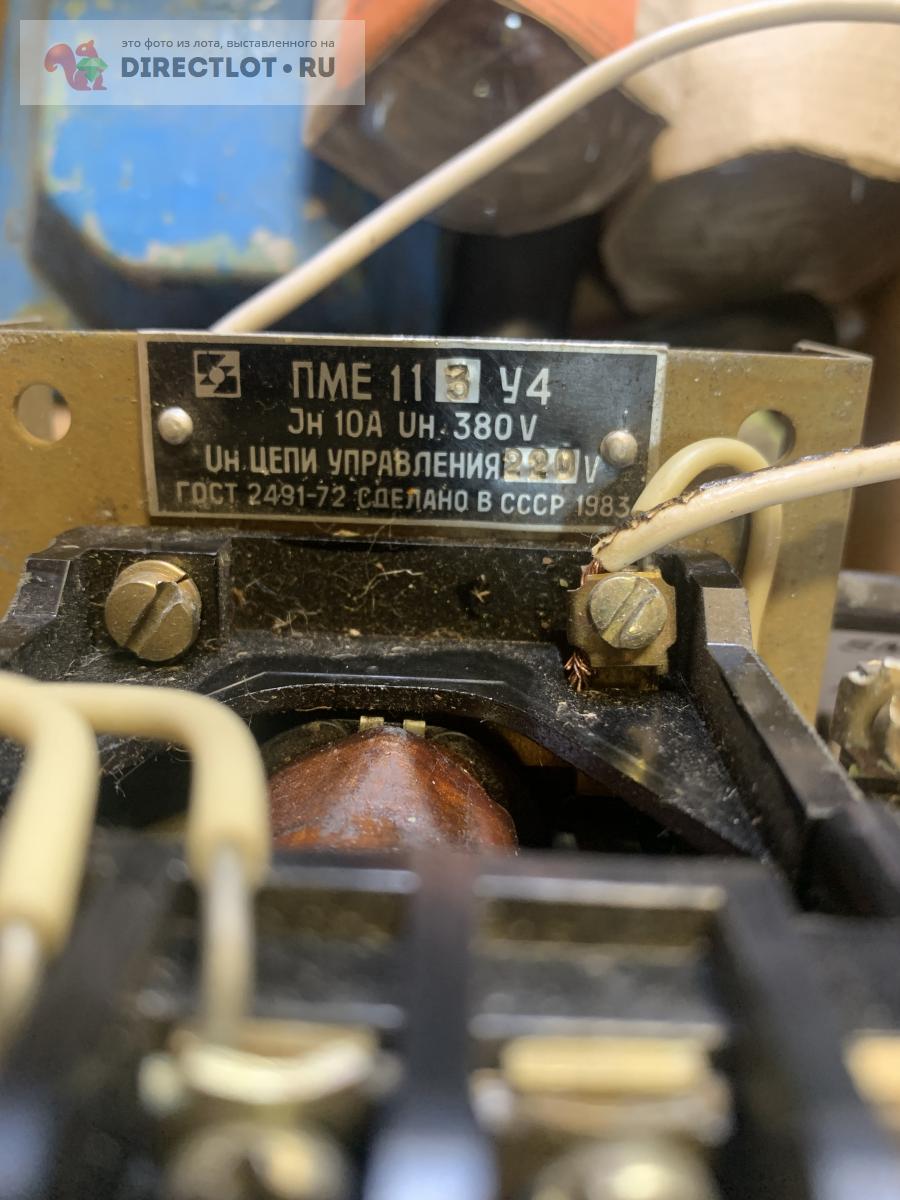 это фото из лота, выставленного на
DIRECTLOT•RU
ПМЕ 113 У4
Jн 10А Uн. 380V
Uн. ЦЕПИ УПРАВЛЕНИЯ 220 V
ГОСТ 2491-72 СДЕЛАНО В СССР 1983